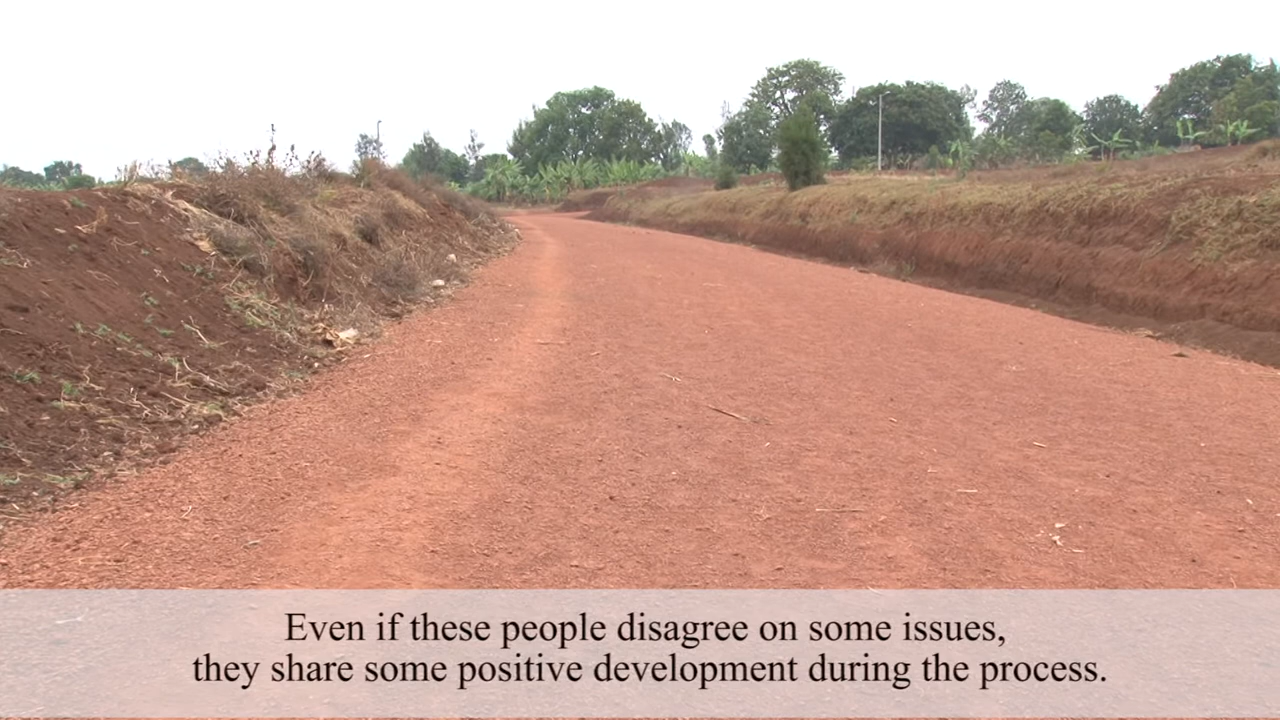 Even if these people disagree on some issues,
they share some positive development during the process.